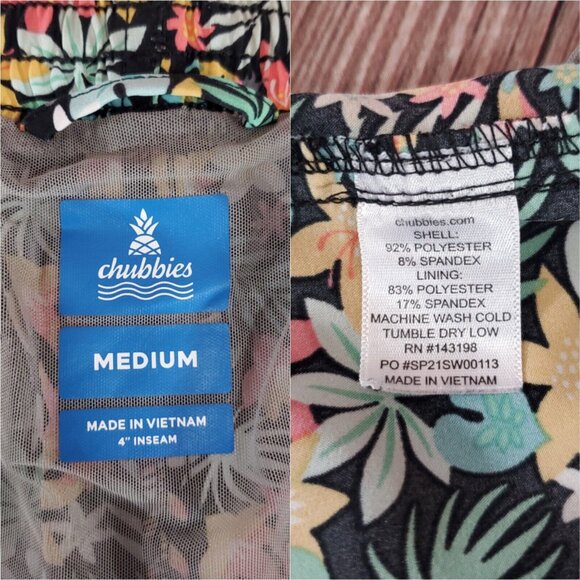 chubbies
MEDIUM
MADE IN VIETNAM
4" INSEAM
chubbies.com
SHELL:
92% POLYESTER
8% SPANDEX
LINING:
83% POLYESTER
17% SPANDEX
MACHINE WASH COLD
TUMBLE DRY LOW
RN #143198
PO #SP21SW00113
MADE IN VIETNAM